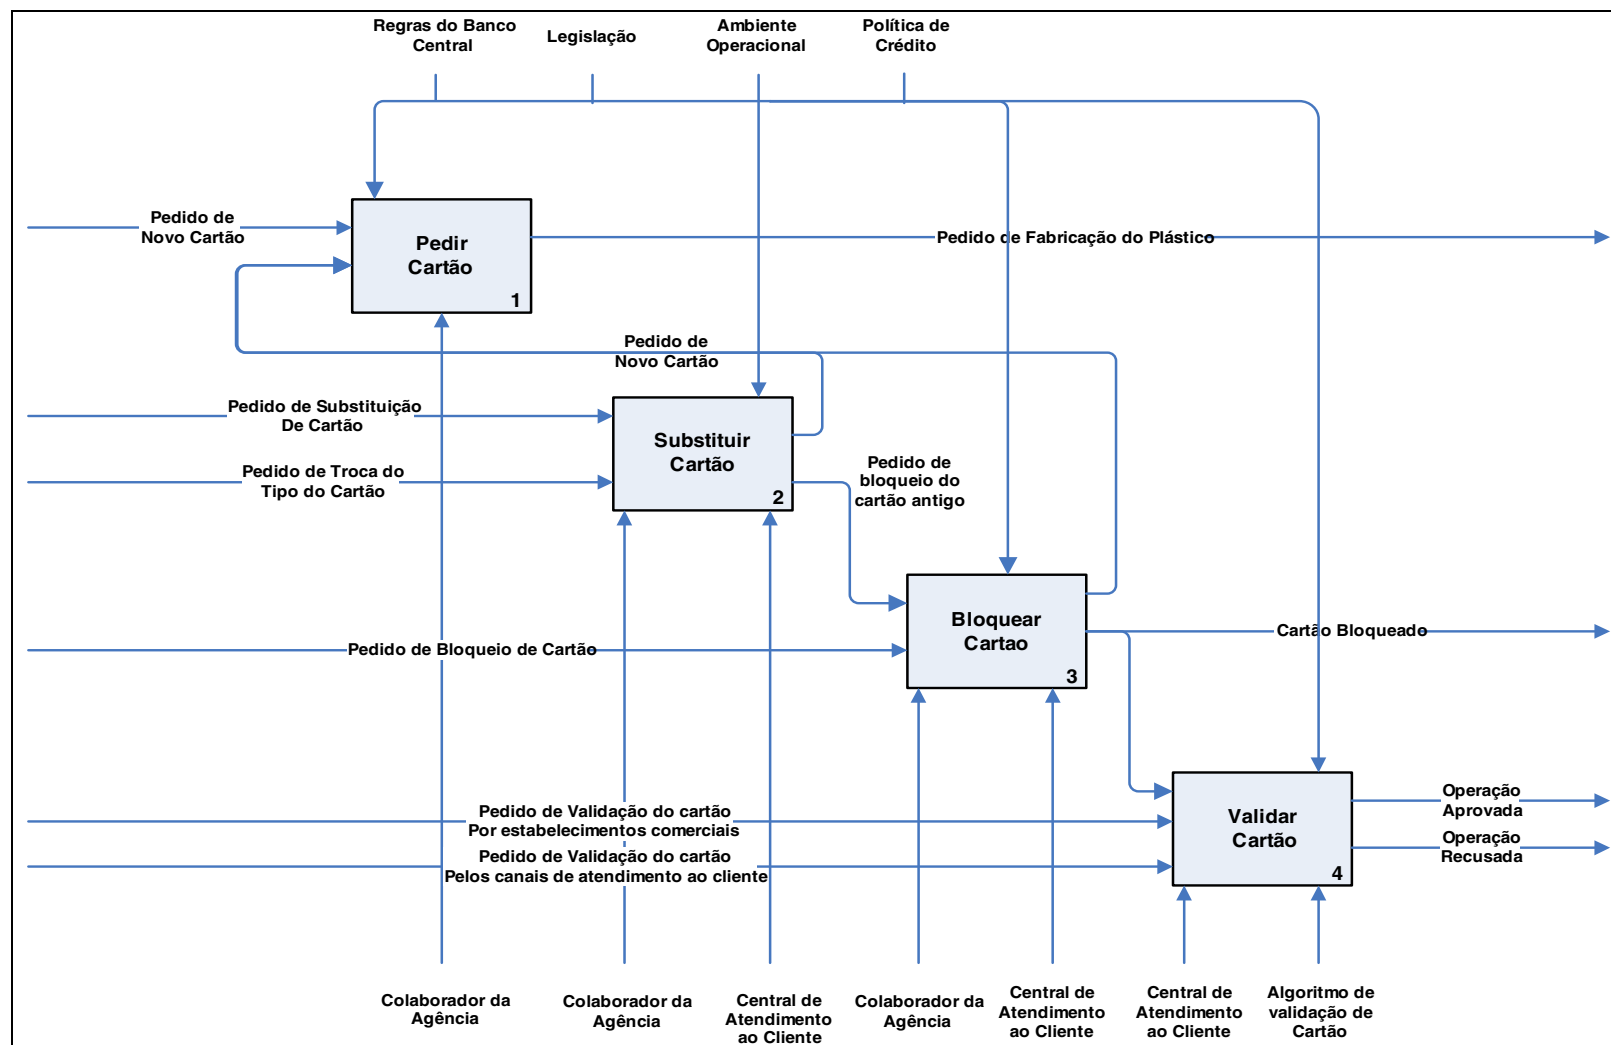 Regras do Banco
Central
Legislação
Ambiente
Operacional
Política de
Crédito
Pedido de
Novo Cartão
Pedir
Cartão
1
Pedido de Fabricação do Plástico
Pedido de
Novo Cartão
Pedido de Substituição
De Cartão
Pedido de Troca do
Tipo do Cartão
Substituir
Cartão
2
Pedido de
bloqueio do
cartão antigo
Pedido de Bloqueio de Cartão
Bloquear
Cartao
3
Cartão Bloqueado
Pedido de Validação do cartão
Por estabelecimentos comerciais
Pedido de Validação do cartão
Pelos canais de atendimento ao cliente
Validar
Cartão
4
Operação
Aprovada
Operação
Recusada
Colaborador da
Agência
Colaborador da
Agência
Central de
Atendimento
ao Cliente
Colaborador da
Agência
Central de
Atendimento
ao Cliente
Central de
Atendimento
ao Cliente
Algoritmo de
validação de
Cartão